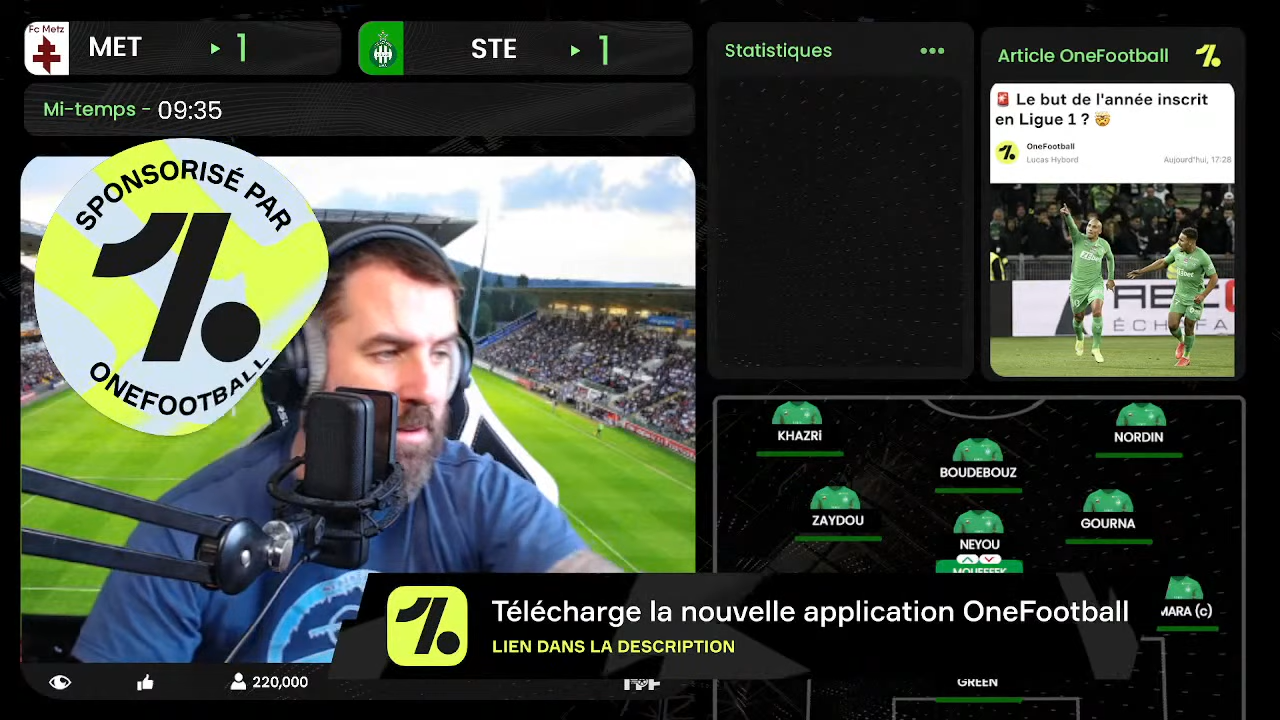 Fc Metz
MET
1
STE
1
Mi-temps - 09:35
SPONSORISÉ PAR
ONEFOOTBALL
Statistiques
Article OneFootball
🚨 Le but de l'année inscrit
en Ligue 1 ? 🤯
OneFootball
Lucas Hybord
Aujourd'hui, 17:28
KHAZRi
NORDIN
BOUDEBOUZ
ZAYDOU
GOURNA
NEYOU
MARA (c)
GREEN
Télécharge la nouvelle application OneFootball
LIEN DANS LA DESCRIPTION
220,000